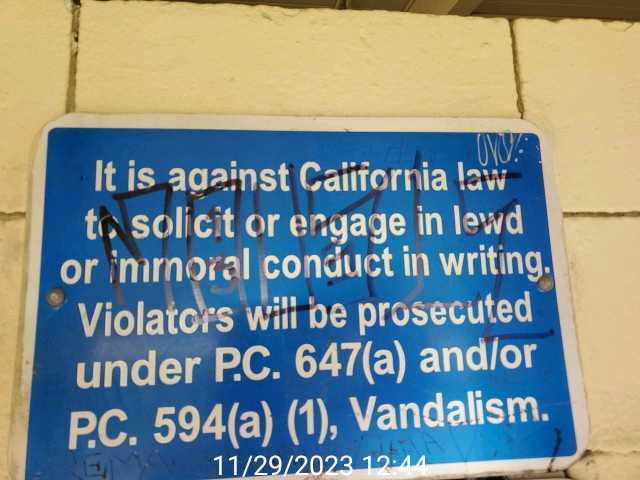 It is against California law
to solicit or engage in lewd
or immoral conduct in writing.
Violators will be prosecuted
under P.C. 647(a) and/or
P.C. 594(a) (1), Vandalism.
11/29/2023 12:44